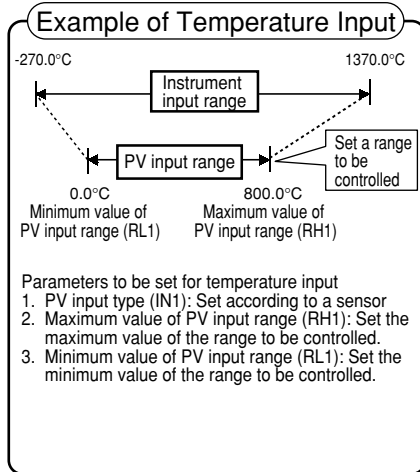 Example of Temperature Input
-270.0°C 1370.0°C
Instrument
input range
PV input range
Set a range
to be
controlled
0.0°C 800.0°C
Minimum value of Maximum value of
PV input range (RL1) PV input range (RH1)
Parameters to be set for temperature input
1. PV input type (IN1): Set according to a sensor
2. Maximum value of PV input range (RH1): Set the
maximum value of the range to be controlled.
3. Minimum value of PV input range (RL1): Set the
minimum value of the range to be controlled.